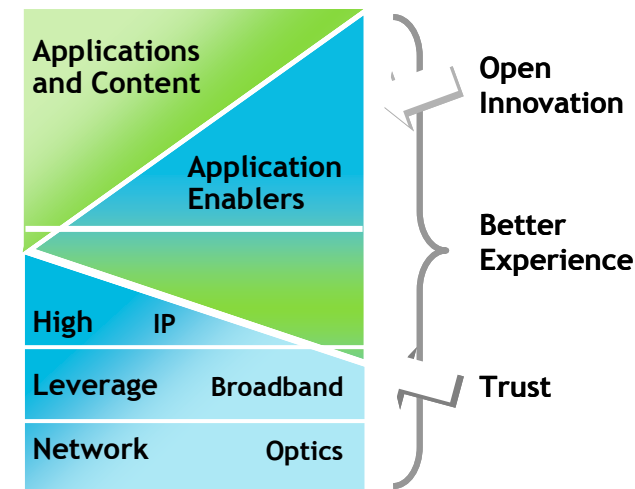 Applications
and Content
Application
Enablers
High IP
Leverage Broadband
Network Optics
Open
Innovation
Better
Experience
Trust